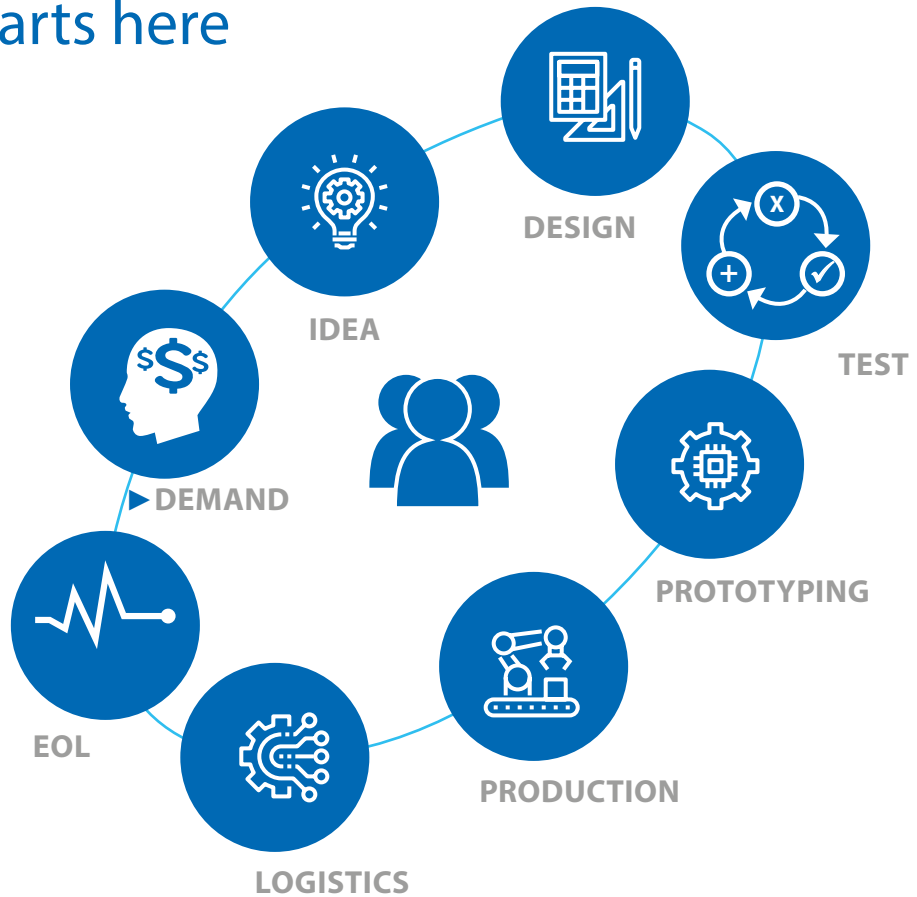 arts here
DESIGN
IDEA
TEST
DEMAND
PROTOTYPING
EOL
PRODUCTION
LOGISTICS
$$$
X
+